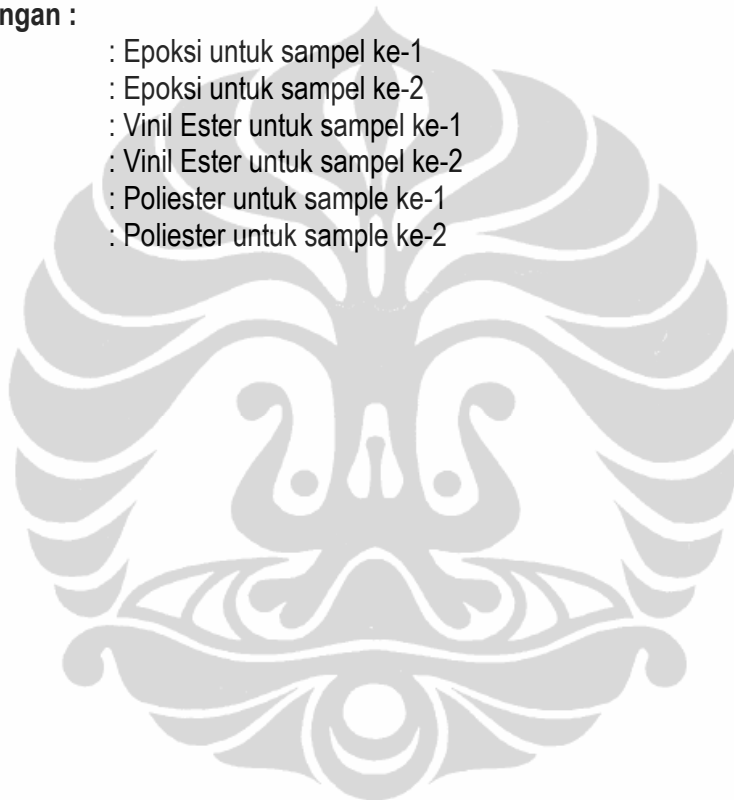 ngan :
: Epoksi untuk sampel ke-1
: Epoksi untuk sampel ke-2
: Vinil Ester untuk sampel ke-1
: Vinil Ester untuk sampel ke-2
: Poliester untuk sample ke-1
: Poliester untuk sample ke-2